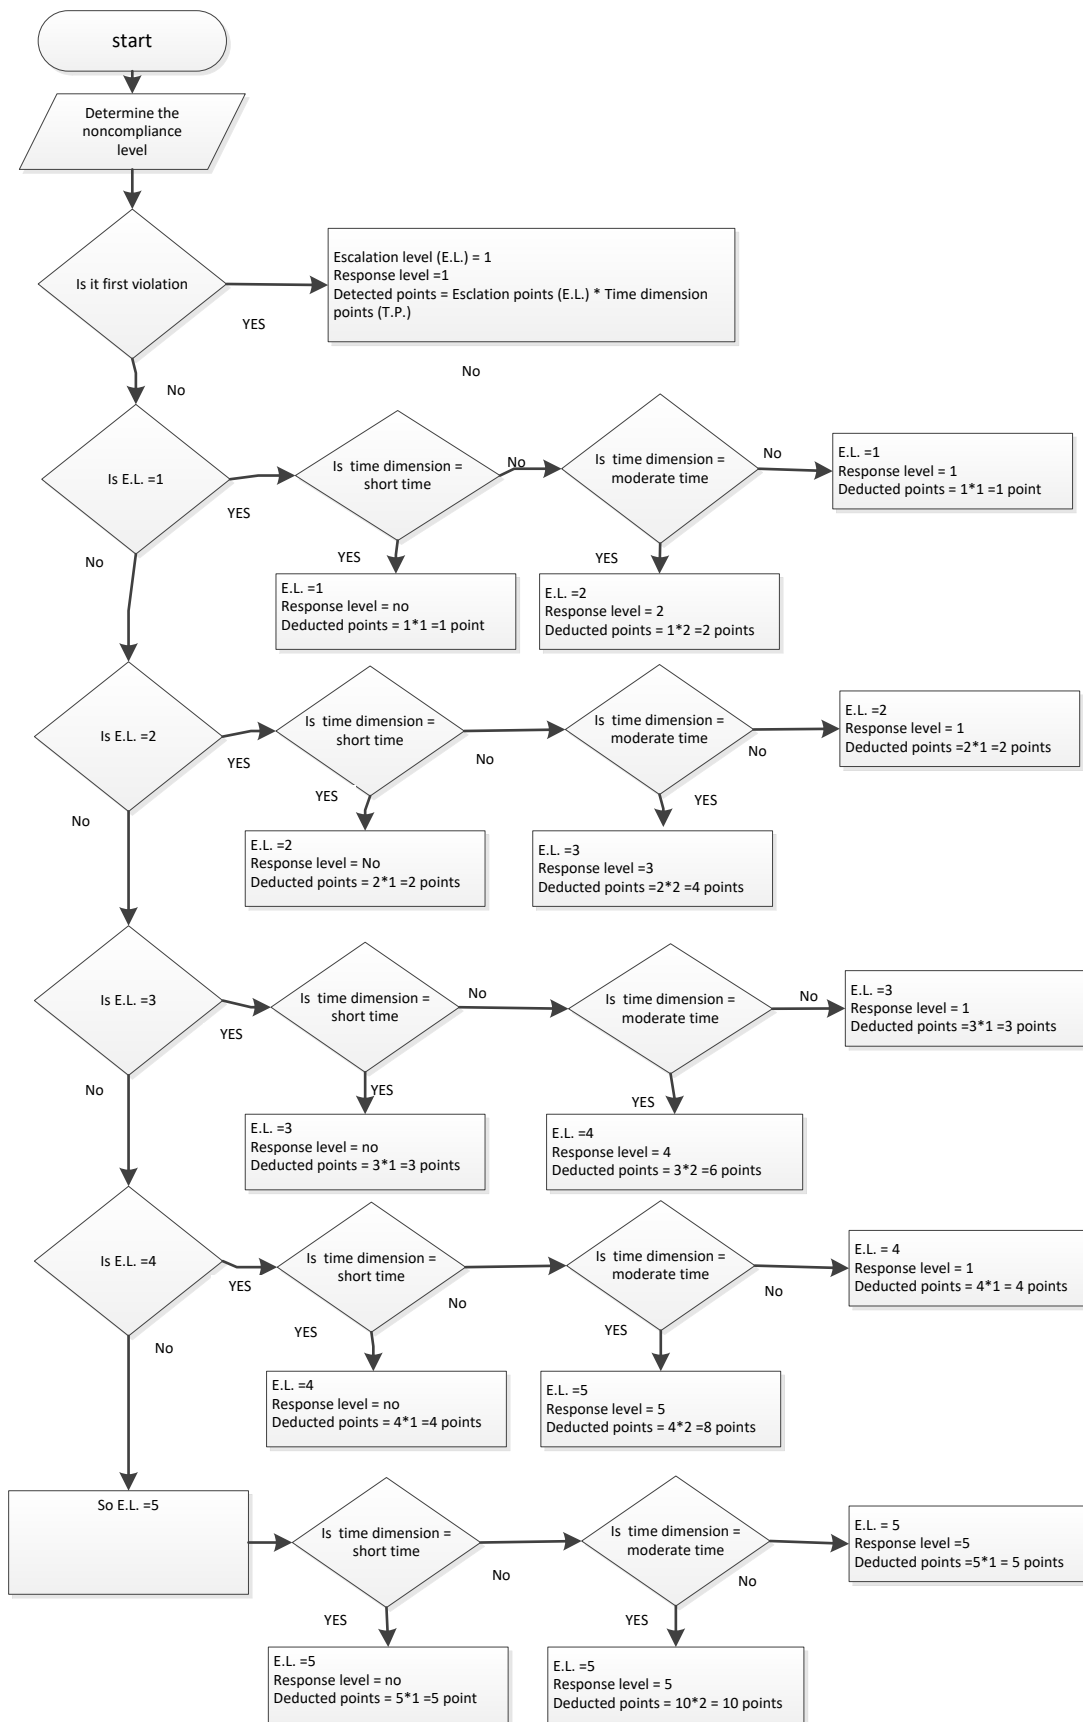 start
Determine the
noncompliance
level
Is it first violation
YES
Escalation level (E.L.) = 1
Response level =1
Detected points = Esclation points (E.L.) * Time dimension
points (T.P.)
No
No
Is E.L. =1
YES
Is  time dimension =
short time
No
Is  time dimension =
moderate time
No
E.L. =1
Response level = 1
Deducted points = 1*1 =1 point
No
YES
E.L. =1
Response level = no
Deducted points = 1*1 =1 point
YES
E.L. =2
Response level = 2
Deducted points = 1*2 =2 points
Is E.L. =2
YES
Is  time dimension =
short time
No
Is  time dimension =
moderate time
No
E.L. =2
Response level = 1
Deducted points =2*1 =2 points
No
YES
E.L. =2
Response level = No
Deducted points = 2*1 =2 points
YES
E.L. =3
Response level =3
Deducted points =2*2 =4 points
Is E.L. =3
YES
Is  time dimension =
short time
No
Is  time dimension =
moderate time
No
E.L. =3
Response level = 1
Deducted points =3*1 =3 points
No
YES
E.L. =3
Response level = no
Deducted points = 3*1 =3 points
YES
E.L. =4
Response level = 4
Deducted points = 3*2 =6 points
Is E.L. =4
YES
Is  time dimension =
short time
No
Is  time dimension =
moderate time
No
E.L. = 4
Response level = 1
Deducted points = 4*1 = 4 points
No
YES
E.L. =4
Response level = no
Deducted points = 4*1 =4 points
YES
E.L. =5
Response level = 5
Deducted points = 4*2 =8 points
So E.L. =5
Is  time dimension =
short time
No
Is  time dimension =
moderate time
No
E.L. = 5
Response level =5
Deducted points =5*1 = 5 points
YES
E.L. =5
Response level = no
Deducted points = 5*1 =5 point
YES
E.L. =5
Response level = 5
Deducted points = 10*2 = 10 points